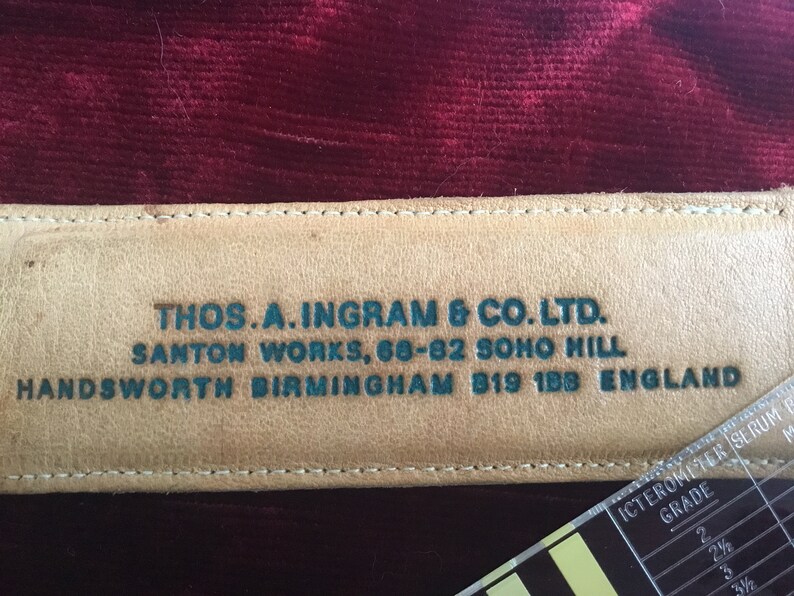 THOS. A. INGRAM & CO. LTD.
SANTON WORKS, 68-82 SOHO HILL
HANDSWORTH BIRMINGHAM B19 1BB ENGLAND
ICTEROMETER SERUM
GRADE
2
2½
3
3½